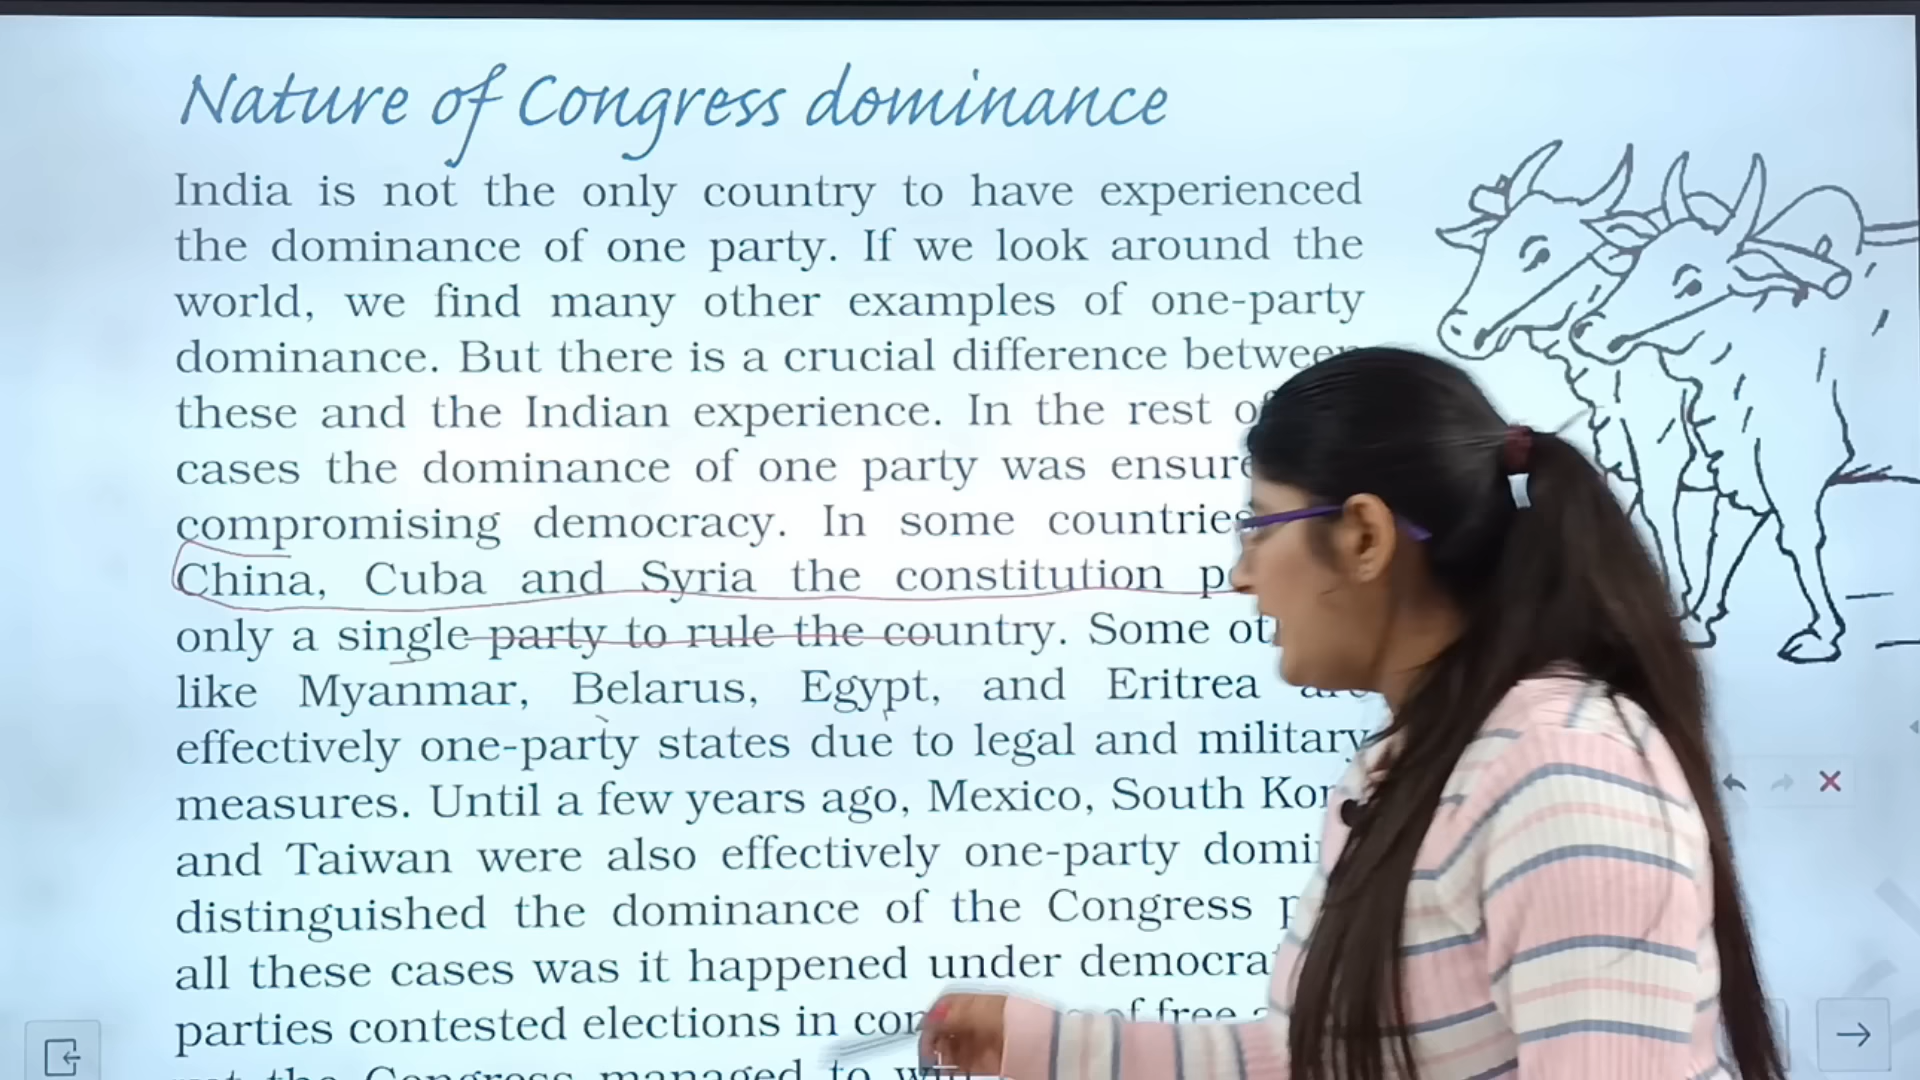 Nature of Congress dominance
India is not the only country to have experienced
the dominance of one party. If we look around the
world, we find many other examples of one-party
dominance. But there is a crucial difference
these and the Indian experience. In the rest
cases the dominance of one party was
compromising democracy. In some
China, Cuba and Syria the constitution
only a single party to rule the country. Some
like Myanmar, Belarus, Egypt, and Eritrea
effectively one-party states due to legal and military
measures. Until a few years ago, Mexico, South
and Taiwan were also effectively one-party
distinguished the dominance of the Congress
all these cases was it happened under
parties contested elections in of free
the Congress managed to